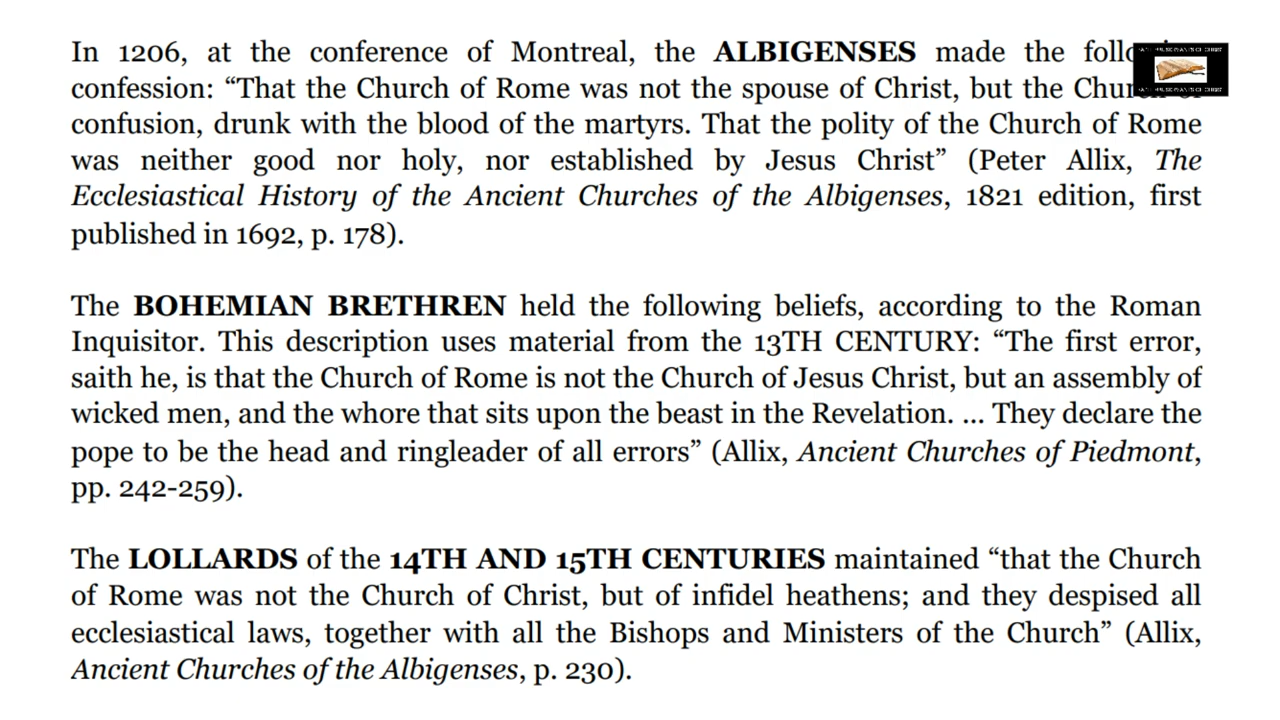 In 1206, at the conference of Montreal, the ALBIGENSES made the
confession: “That the Church of Rome was not the spouse of Christ, but the Church of
confusion, drunk with the blood of the martyrs. That the polity of the Church of Rome
was neither good nor holy, nor established by Jesus Christ” (Peter Allix, The
Ecclesiastical History of the Ancient Churches of the Albigenses, 1821 edition, first
published in 1692, p. 178).
The BOHEMIAN BRETHREN held the following beliefs, according to the Roman
Inquisitor. This description uses material from the 13TH CENTURY: “The first error,
saith he, is that the Church of Rome is not the Church of Jesus Christ, but an assembly of
wicked men, and the whore that sits upon the beast in the Revelation. ... They declare the
pope to be the head and ringleader of all errors” (Allix, Ancient Churches of Piedmont,
pp. 242-259).
The LOLLARDS of the 14TH AND 15TH CENTURIES maintained “that the Church
of Rome was not the Church of Christ, but of infidel heathens; and they despised all
ecclesiastical laws, together with all the Bishops and Ministers of the Church” (Allix,
Ancient Churches of the Albigenses, p. 230).